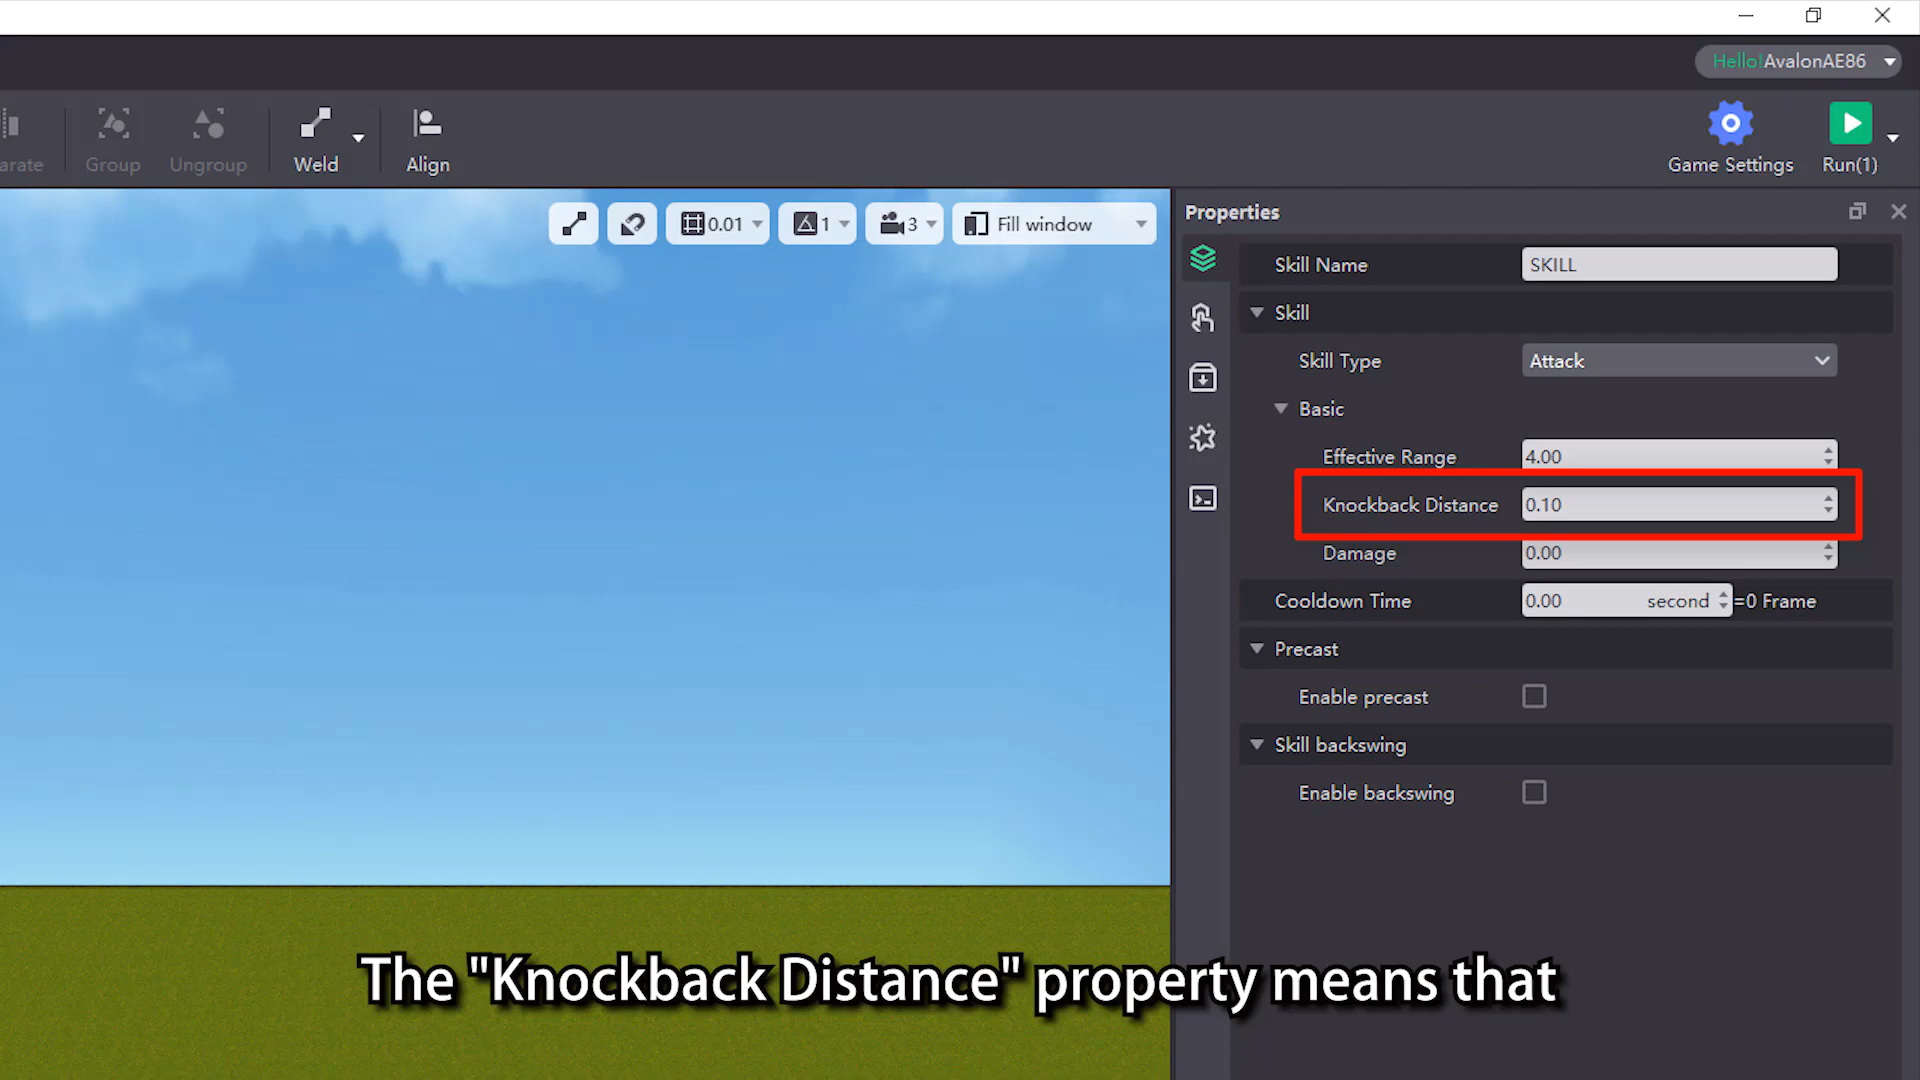 Hello!AvalonAE86
arate
Group
Ungroup
Weld
Align
Game Settings
Run(1)
0.01
1
3
Fill window
Properties
Skill Name SKILL
Skill
Skill Type Attack
Basic
Effective Range 4.00
Knockback Distance 0.10
Damage 0.00
Cooldown Time 0.00 second =0 Frame
Precast
Enable precast
Skill backswing
Enable backswing
The "Knockback Distance" property means that